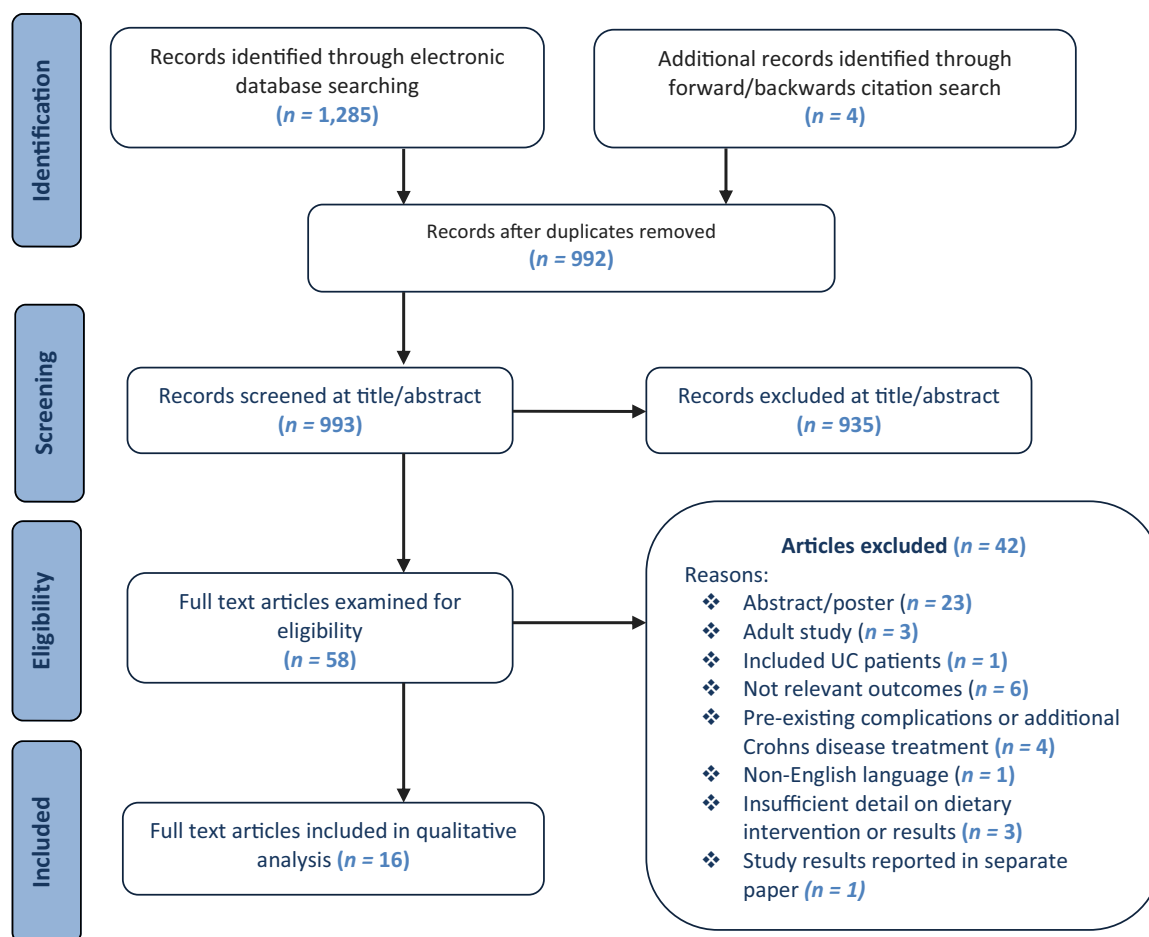 Identification
Records identified through electronic
database searching
(n = 1,285)
Additional records identified through
forward/backwards citation search
(n = 4)
Records after duplicates removed
(n = 992)
Screening
Records screened at title/abstract
(n = 993)
Records excluded at title/abstract
(n = 935)
Eligibility
Full text articles examined for
eligibility
(n = 58)
Articles excluded (n = 42)
Reasons:
❖ Abstract/poster (n = 23)
❖ Adult study (n = 3)
❖ Included UC patients (n = 1)
❖ Not relevant outcomes (n = 6)
❖ Pre-existing complications or additional
Crohns disease treatment (n = 4)
❖ Non-English language (n = 1)
❖ Insufficient detail on dietary
intervention or results (n = 3)
❖ Study results reported in separate
paper (n = 1)
Included
Full text articles included in qualitative
analysis (n = 16)